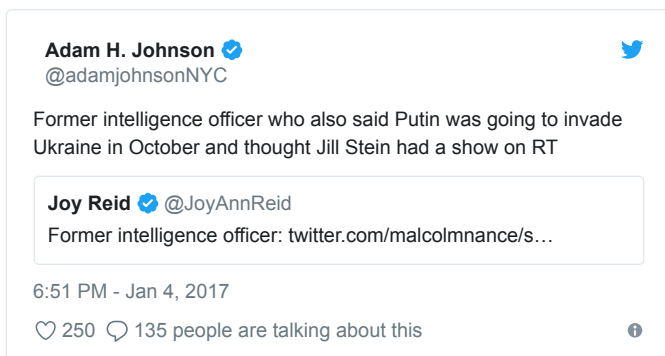 Adam H. Johnson
@adamjohnsonNYC
Former intelligence officer who also said Putin was going to invade
Ukraine in October and thought Jill Stein had a show on RT
Joy Reid @JoyAnnReid
Former intelligence officer: twitter.com/malcolmnance/s…
6:51 PM - Jan 4, 2017
250 135 people are talking about this